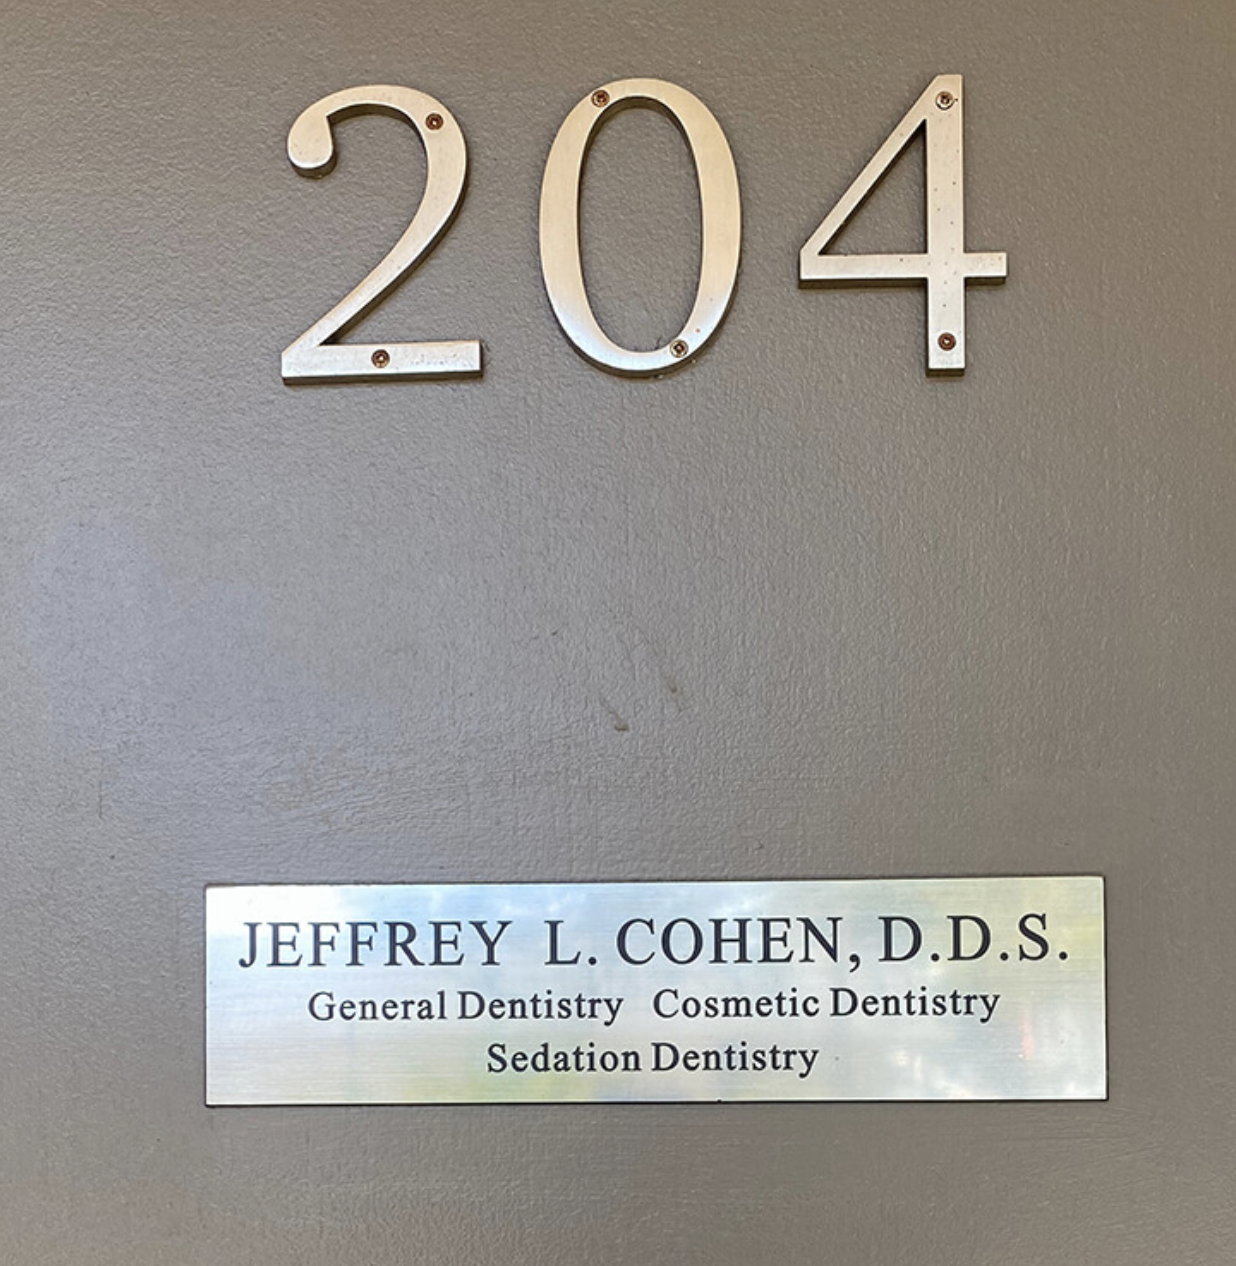 204
JEFFREY L. COHEN, D.D.S.
General Dentistry Cosmetic Dentistry
Sedation Dentistry